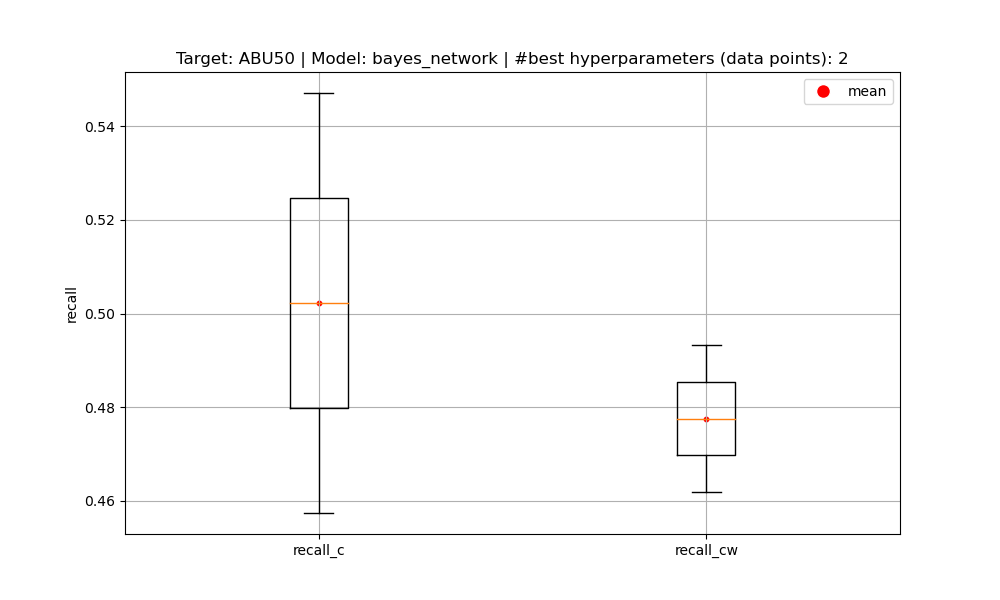 Target: ABU50 | Model: bayes_network | #best hyperparameters (data points): 2
mean
0.54
0.52
0.50
0.48
0.46
recall
recall_c
recall_cw